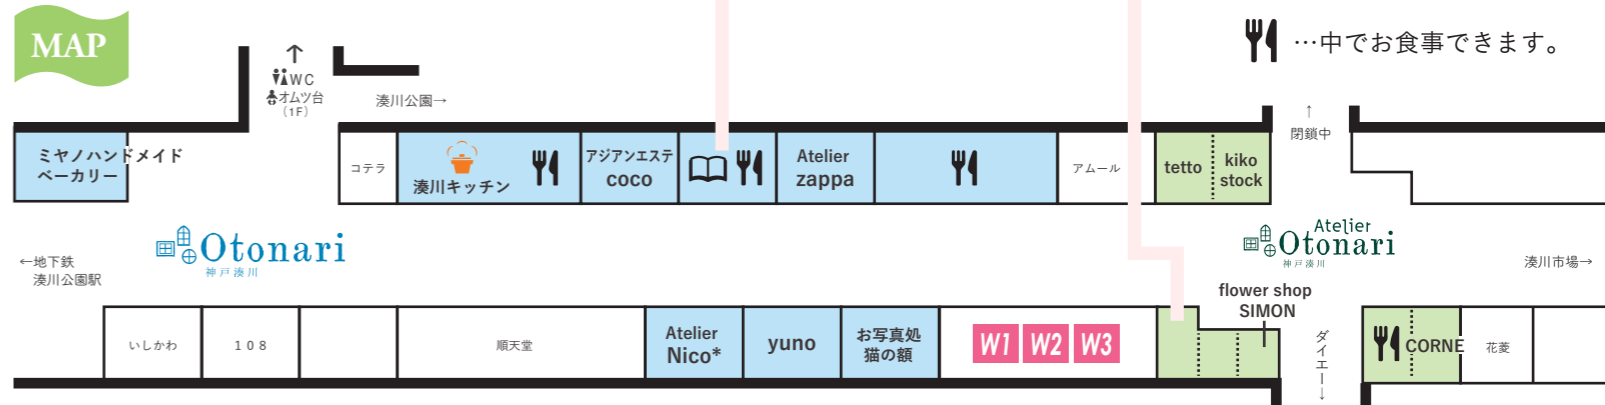 MAP
…中でお食事できます。
↑
WC
オムツ台
（1F）
湊川公園→
↑
閉鎖中
ミヤノハンドメイド
ベーカリー
コテラ
湊川キッチン
アジアンエステ
coco
Atelier
zappa
アムール
tetto
kiko
stock
Otonari
神戸湊川
Atelier
Otonari
神戸湊川
←地下鉄
湊川公園駅
湊川市場→
flower shop
SIMON
いしかわ
108
順天堂
Atelier
Nico*
yuno
お写真処
猫の額
W1 W2 W3
ダイエー→
CORNE
花菱